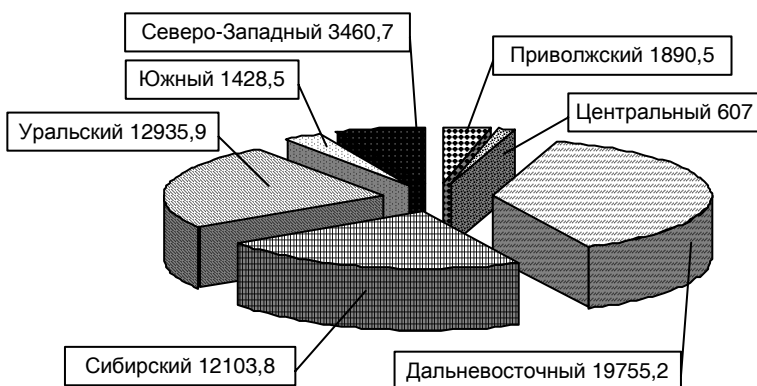 Северо-Западный 3460,7
Приволжский 1890,5
Южный 1428,5
Центральный 607
Уральский 12935,9
Сибирский 12103,8
Дальневосточный 19755,2